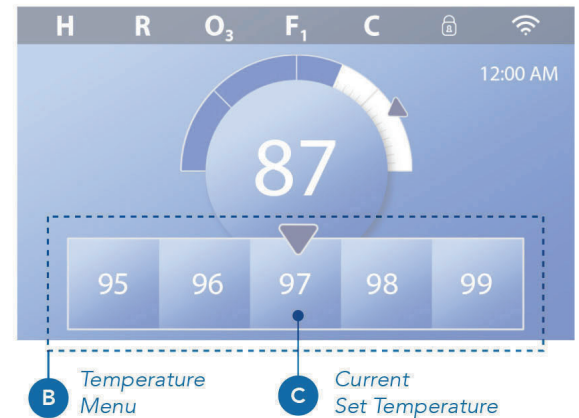 H R O₃ F₁ C
12:00 AM
87
95 96 97 98 99
B Temperature Menu
C Current Set Temperature